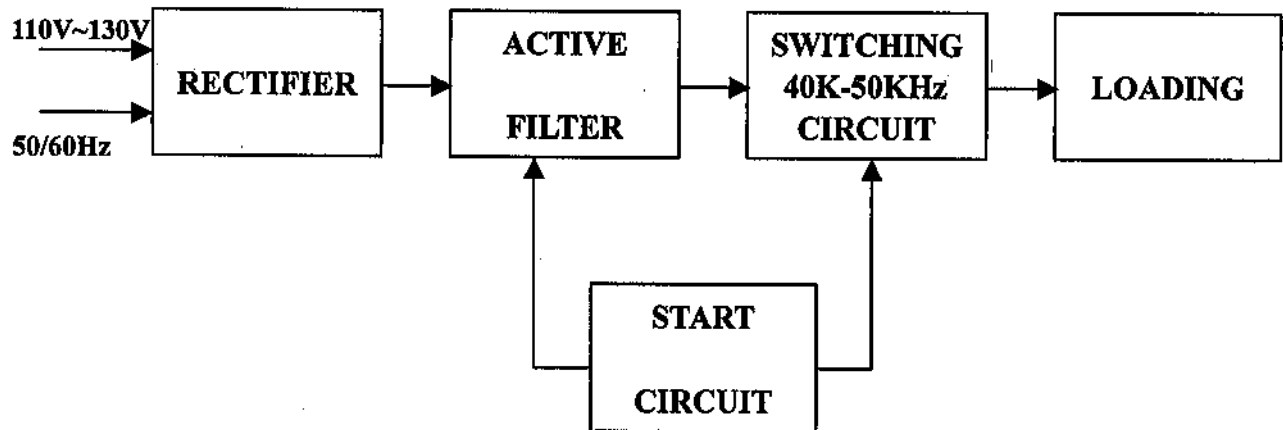 110V~130V
50/60Hz
RECTIFIER
ACTIVE
FILTER
SWITCHING
40K-50KHz
CIRCUIT
LOADING
START
CIRCUIT